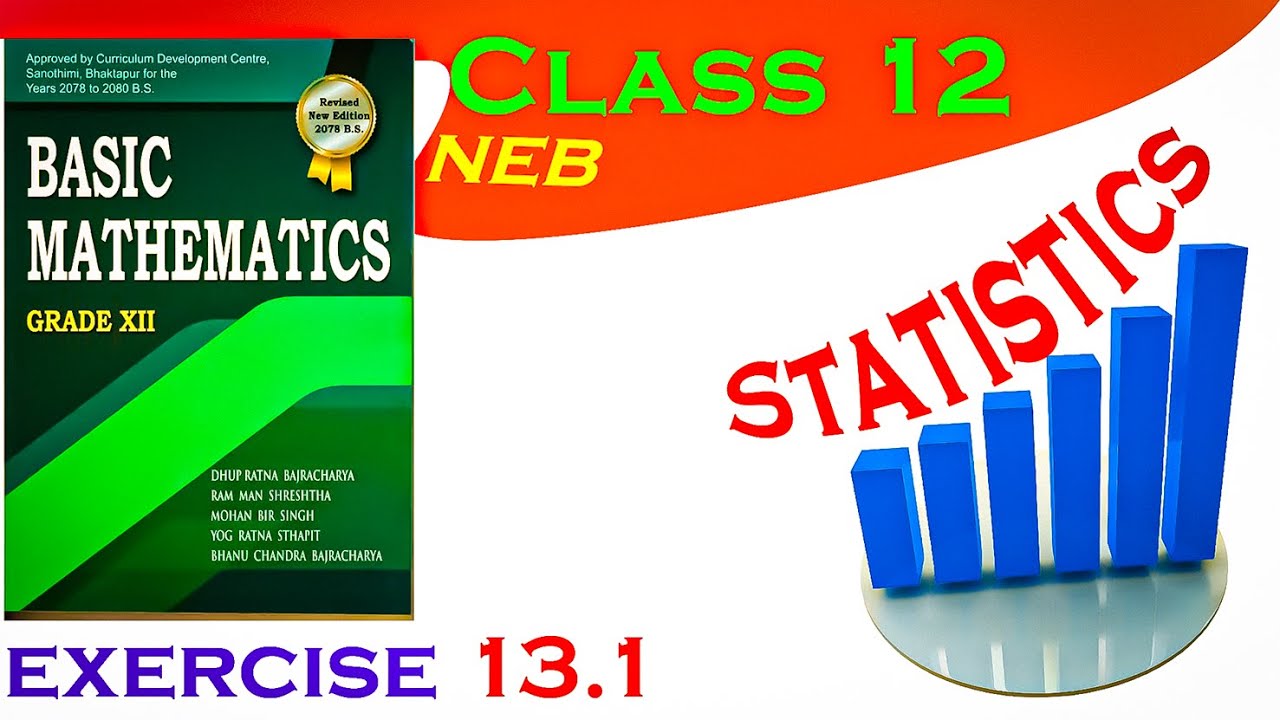 Approved by Curriculum Development Centre,
Sanothimi, Bhaktapur for the
Years 2078 to 2080 B.S.
Revised
New Edition
2078 B.S.
BASIC
MATHEMATICS
GRADE XII
DHUP RATNA BAJRACHARYA
RAM MAN SHRESHTHA
MOHAN BIR SINGH
YOG RATNA STHAPIT
BHANU CHANDRA BAJRACHARYA
CLASS 12
NEB
STATISTICS
EXERCISE 13.1